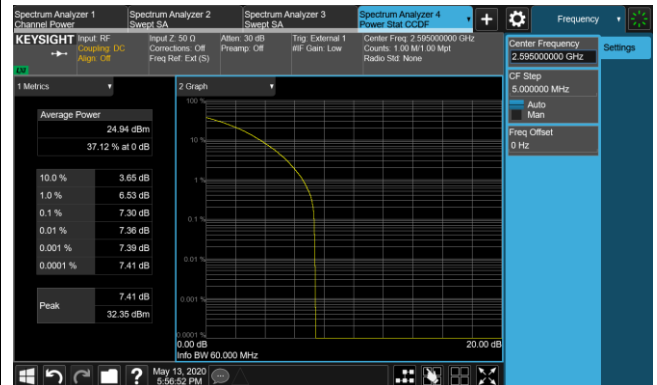 Spectrum Analyzer 1
Channel Power
Spectrum Analyzer 2
Swept SA
Spectrum Analyzer 3
Swept SA
Spectrum Analyzer 4
Power Stat CCDF
Frequency
KEYSIGHT
Input: RF
Coupling: DC
Align: Off
Input Z: 50 Ω
Corrections: Off
Freq Ref: Ext (S)
Atten: 30 dB
Preamp: Off
Trig: External 1
#IF Gain: Low
Center Freq: 2.595000000 GHz
Counts: 1.00 M/1.00 Mpt
Radio Std: None
Center Frequency
2.595000000 GHz
Settings
CF Step
5.000000 MHz
Auto
Man
Freq Offset
0 Hz
1 Metrics
Average Power
24.94 dBm
37.12 % at 0 dB
10.0 % 3.65 dB
1.0 % 6.53 dB
0.1 % 7.30 dB
0.01 % 7.36 dB
0.001 % 7.39 dB
0.0001 % 7.41 dB
Peak
7.41 dB
32.35 dBm
2 Graph
100 %
10 %
1 %
0.1 %
0.01 %
0.001 %
0.0001 %
0.00 dB
20.00 dB
Info BW 60.000 MHz
May 13, 2020
5:56:52 PM